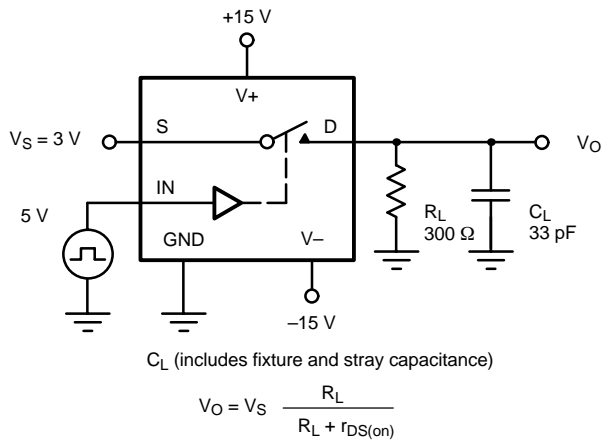 +15 V
V+
S
D
V_S = 3 V
V_O
IN
5 V
R_L
300 Ω
C_L
33 pF
GND
V–
–15 V
C_L (includes fixture and stray capacitance)
V_O = V_S R_L / R_L + r_DS(on)